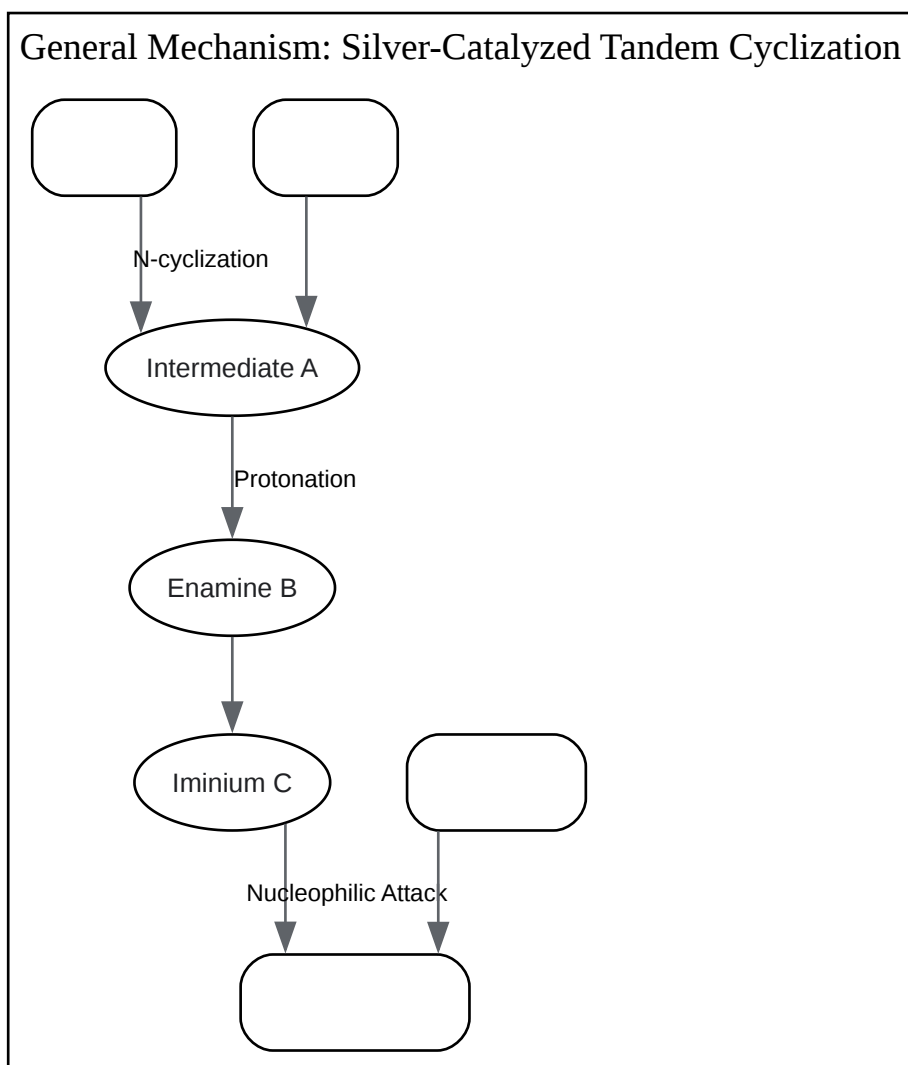 General Mechanism: Silver-Catalyzed Tandem Cyclization
N-cyclization
Intermediate A
Protonation
Enamine B
Iminium C
Nucleophilic Attack